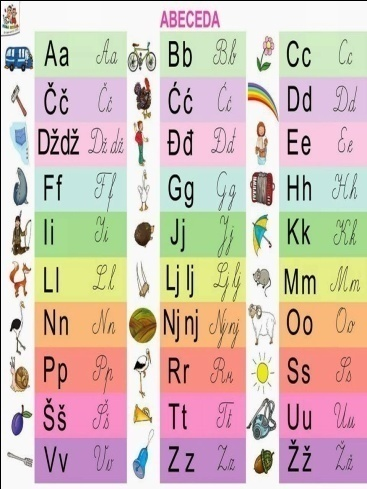 ABECEDA
Aa Aa Bb Bb Cc Cc
Čč Čč Ćć Ćć Dd Dd
Dždž Dž dž Đđ Đđ Ee Ee
Ff Ff Gg Gg Hh Hh
Ii Ii Jj Jj Kk Kk
Ll Ll Lj lj Lj lj Mm Mm
Nn Nn Nj nj Nj nj Oo Oo
Pp Pp Rr Rr Ss Ss
Šš Šš Tt Tt Uu Uu
Vv Vv Zz Zz Žž Žž